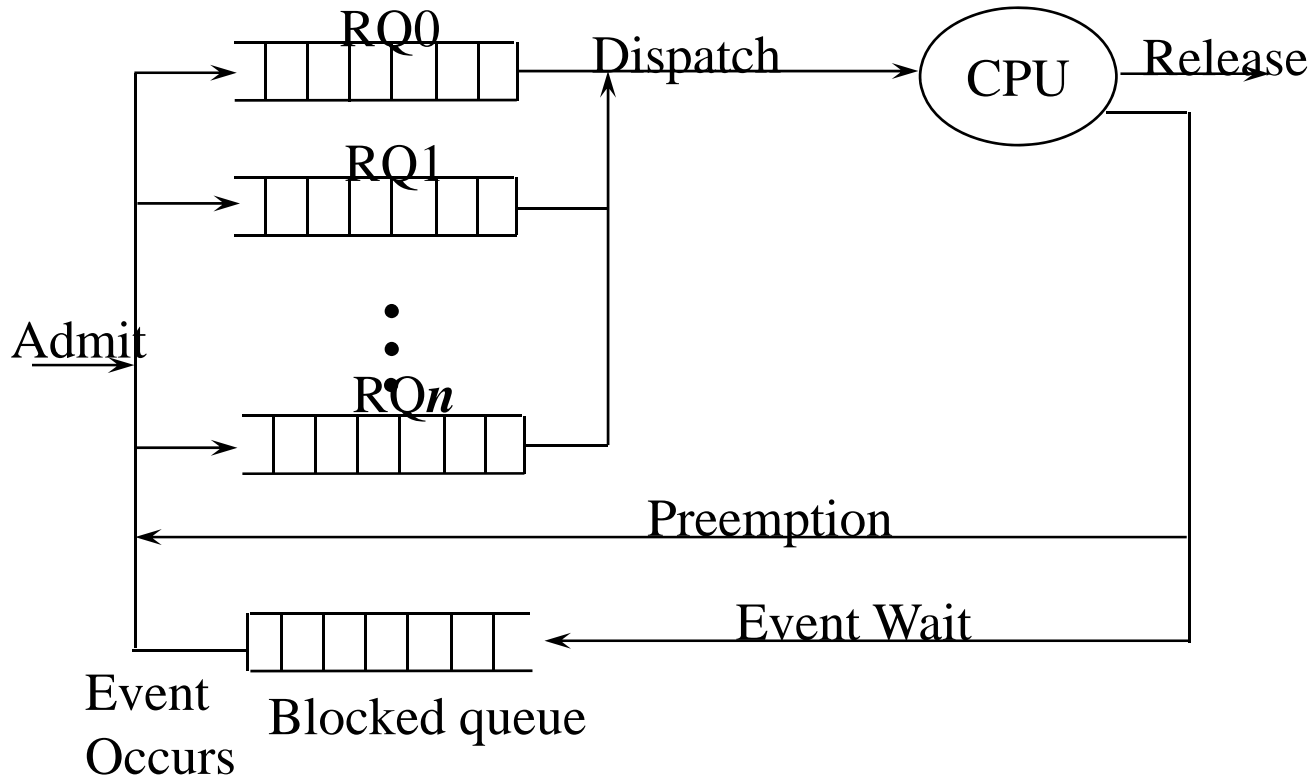 RQ0
Dispatch
CPU
Release
RQ1
Admit
RQn
Preemption
Event Wait
Event
Occurs
Blocked queue